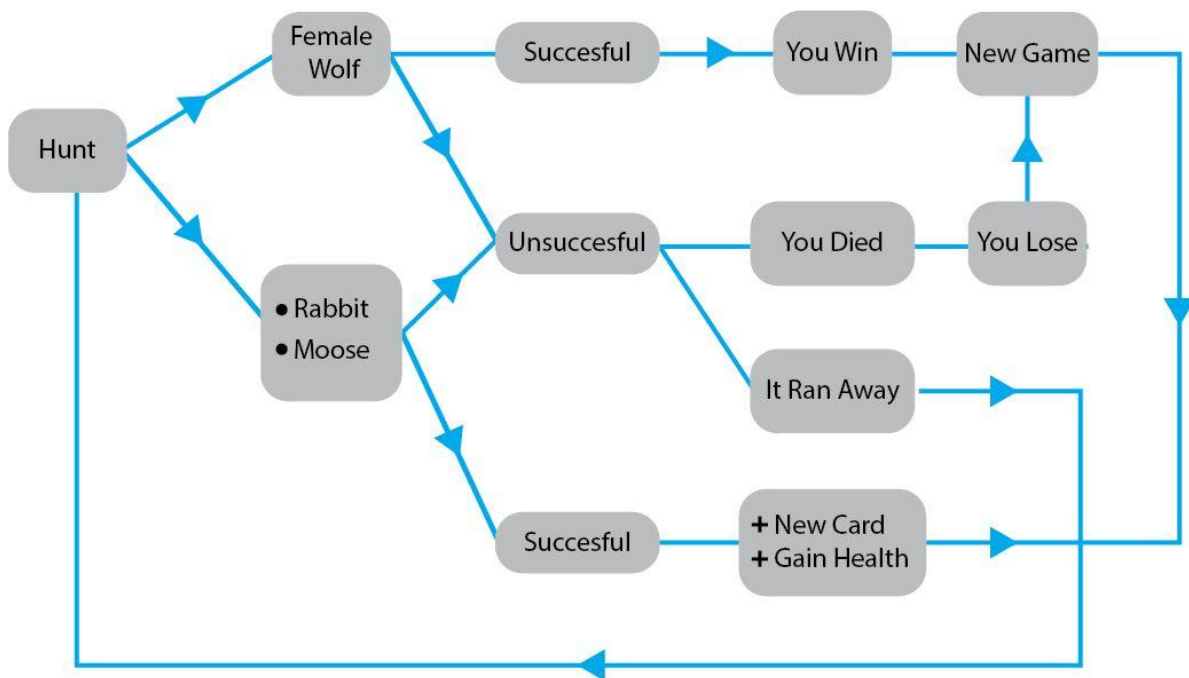 Female
Wolf
Succesful
You Win
New Game
Hunt
Unsuccesful
You Died
You Lose
• Rabbit
• Moose
It Ran Away
Succesful
+ New Card
+ Gain Health